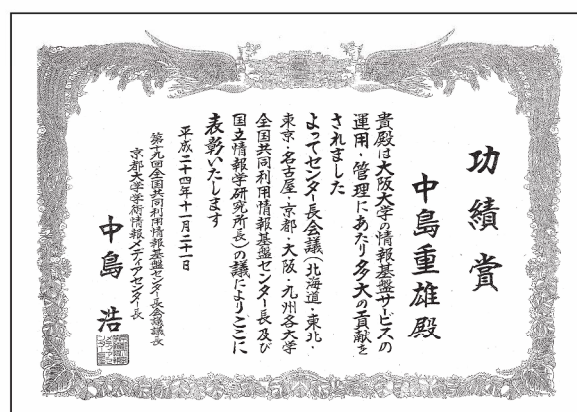 功績賞
中島重雄殿
貴殿は大阪大学の情報基盤サービスの
運用・管理にあたり多大の貢献を
されました
よってセンター長会議（北海道・東北・
東京・名古屋・京都・大阪・九州各大学
全国共同利用情報基盤センター長及び
国立情報学研究所長）の議によりここに
表彰いたします
平成二十四年十一月二十一日
第十九回全国共同利用情報基盤センター長会議議長
京都大学学術情報メディアセンター長
中島浩